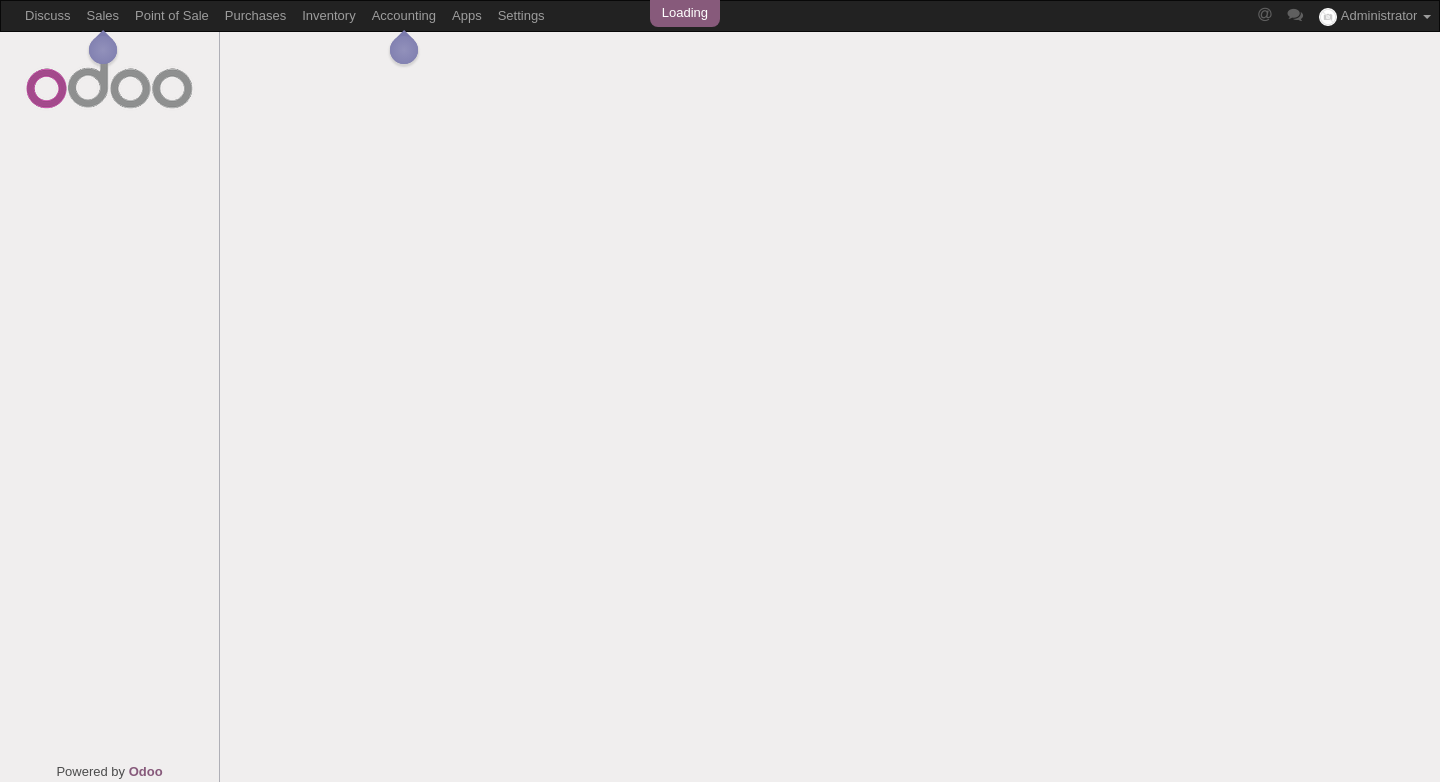 Discuss Sales Point of Sale Purchases Inventory Accounting Apps Settings Loading @ Administrator
odoo
Powered by Odoo